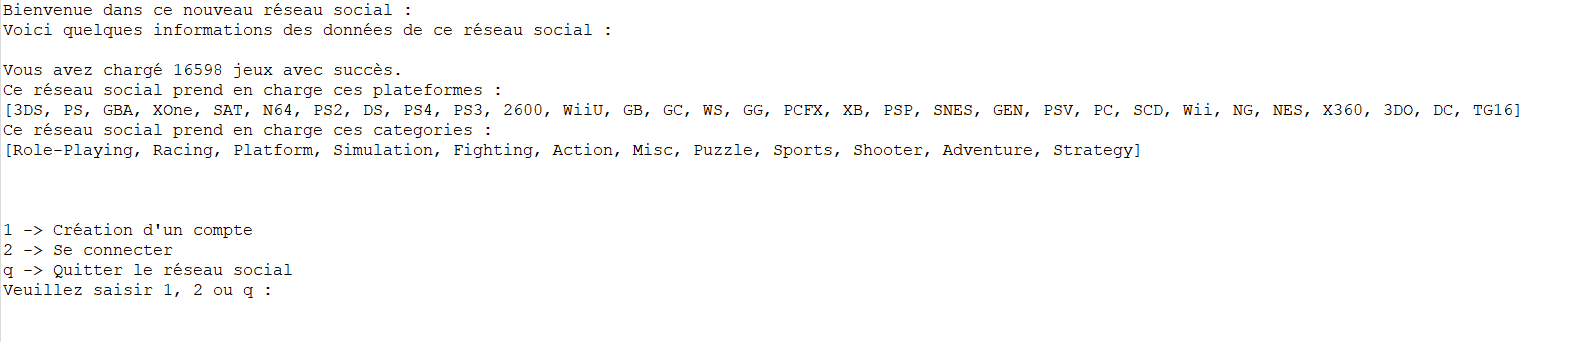 Bienvenue dans ce nouveau réseau social :
Voici quelques informations des données de ce réseau social :
Vous avez chargé 16598 jeux avec succès.
Ce réseau social prend en charge ces plateformes :
[3DS, PS, GBA, XOne, SAT, N64, PS2, DS, PS4, PS3, 2600, WiiU, GB, GC, WS, GG, PCFX, XB, PSP, SNES, GEN, PSV, PC, SCD, Wii, NG, NES, X360, 3DO, DC, TG16]
Ce réseau social prend en charge ces categories :
[Role-Playing, Racing, Platform, Simulation, Fighting, Action, Misc, Puzzle, Sports, Shooter, Adventure, Strategy]
1 -> Création d'un compte
2 -> Se connecter
q -> Quitter le réseau social
Veuillez saisir 1, 2 ou q :